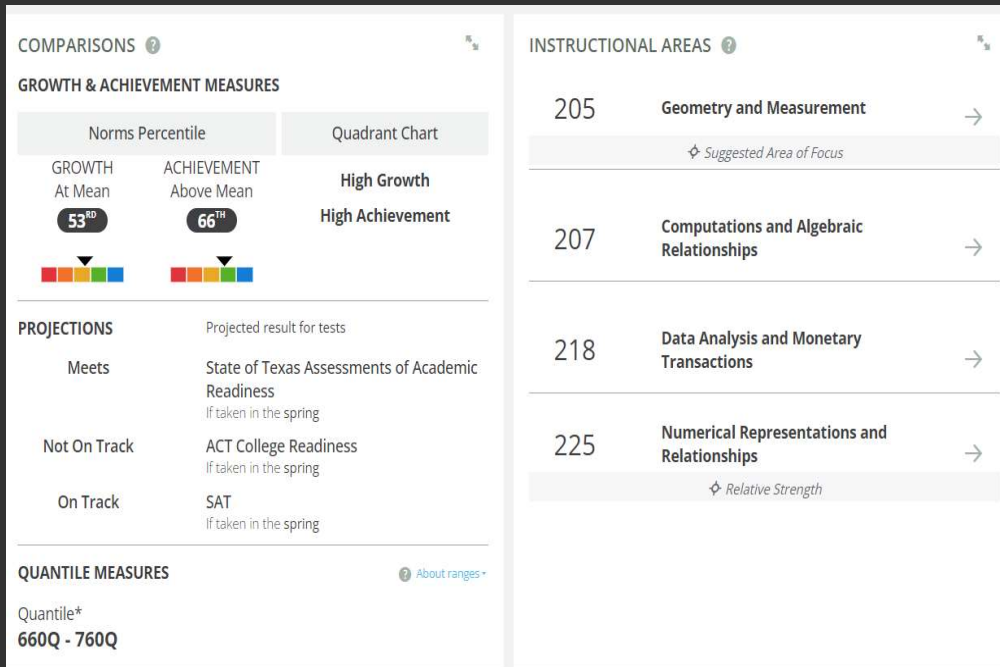 COMPARISONS ?
GROWTH & ACHIEVEMENT MEASURES
Norms Percentile
Quadrant Chart
GROWTH
At Mean
53RD
ACHIEVEMENT
Above Mean
66TH
High Growth
High Achievement
PROJECTIONS
Projected result for tests
Meets
State of Texas Assessments of Academic
Readiness
If taken in the spring
Not On Track
ACT College Readiness
If taken in the spring
On Track
SAT
If taken in the spring
QUANTILE MEASURES
? About ranges
Quantile*
660Q - 760Q
INSTRUCTIONAL AREAS ?
205
Geometry and Measurement
Suggested Area of Focus
207
Computations and Algebraic
Relationships
218
Data Analysis and Monetary
Transactions
225
Numerical Representations and
Relationships
Relative Strength